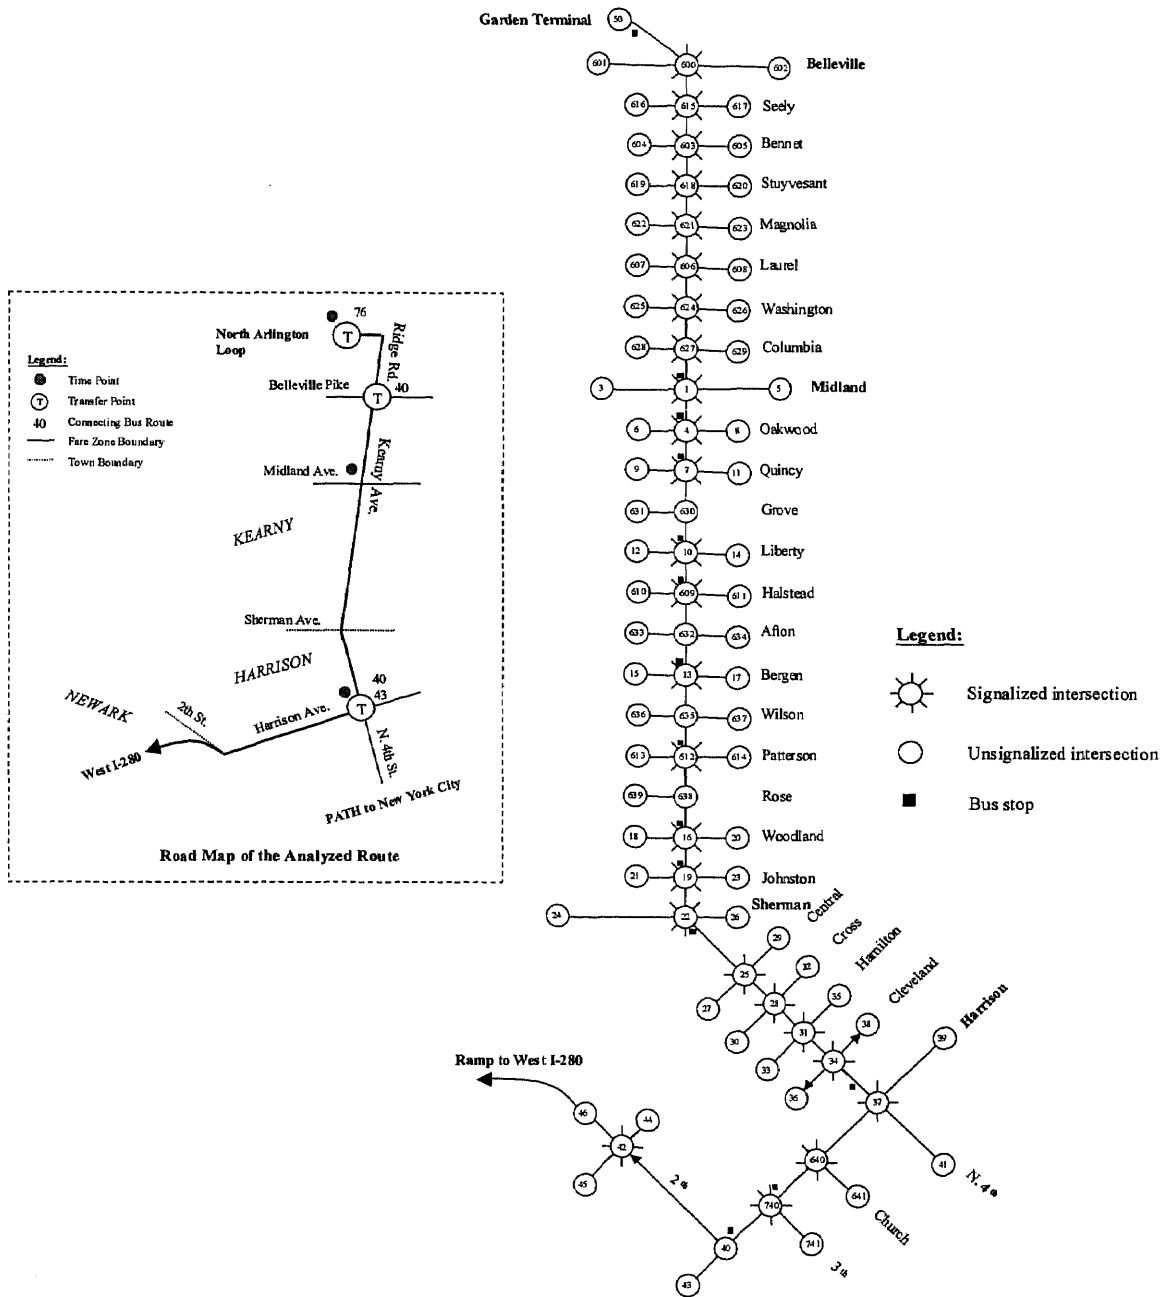 Garden Terminal 50
601 600 602 Belleville
616 615 617 Seely
604 603 605 Bennet
619 618 620 Stuyvesant
622 621 623 Magnolia
607 606 608 Laurel
625 624 626 Washington
628 627 629 Columbia
3 1 5 Midland
6 4 8 Oakwood
9 7 11 Quincy
631 630 Grove
12 10 14 Liberty
610 609 611 Halstead
633 632 634 Afton
15 13 17 Bergen
636 635 637 Wilson
613 612 614 Patterson
639 638 Rose
18 16 20 Woodland
21 19 23 Johnston
24 22 26 Sherman
29 Central
25
27
32 Cross
28
30
35 Hamilton
31
33
38 Cleveland
34
36
39 Harrison
37
41 N. 4th
640
641 Church
740
741 3th
40
43
2th
42
44
45
46
Ramp to West I-280
Legend:
Signalized intersection
Unsignalized intersection
Bus stop
76
T
North Arlington
Loop
Ridge Rd.
Legend:
Time Point
T Transfer Point
40 Connecting Bus Route
Fare Zone Boundary
Town Boundary
Belleville Pike
T 40
Kearny Ave.
Midland Ave.
KEARNY
Sherman Ave.
HARRISON
40
43
T
NEWARK
2th St.
Harrison Ave.
N. 4th St.
West I-280
PATH to New York City
Road Map of the Analyzed Route